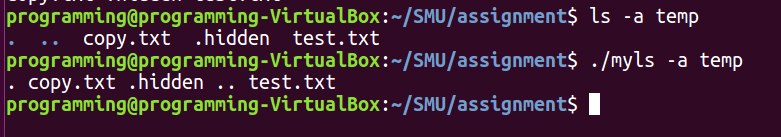 programming@programming-VirtualBox:~/SMU/assignment$ ls -a temp
.  ..  copy.txt  .hidden  test.txt
programming@programming-VirtualBox:~/SMU/assignment$ ./myls -a temp
. copy.txt .hidden .. test.txt
programming@programming-VirtualBox:~/SMU/assignment$